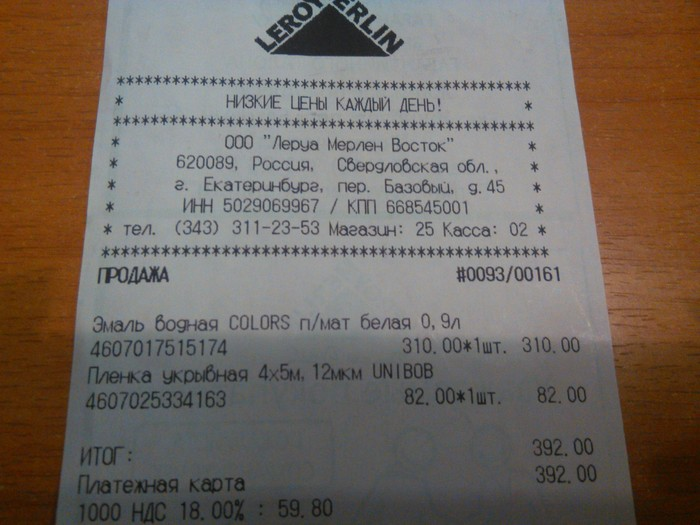 LEROY MERLIN
************************************************
* НИЗКИЕ ЦЕНЫ КАЖДЫЙ ДЕНЬ! *
************************************************
* ООО "Леруа Мерлен Восток" *
* 620089, Россия, Свердловская обл., *
* г. Екатеринбург, пер. Базовый, д.45 *
* ИНН 5029069967 / КПП 668545001 *
* тел. (343) 311-23-53 Магазин: 25 Касса: 02 *
************************************************
ПРОДАЖА #0093/00161
Эмаль водная COLORS п/мат белая 0,9л
4607017515174 310.00*1шт. 310.00
Пленка укрывная 4х5м, 12мкм UNIBOB
4607025334163 82.00*1шт. 82.00
ИТОГ: 392.00
Платежная карта 392.00
1000 НДС 18.00% : 59.80